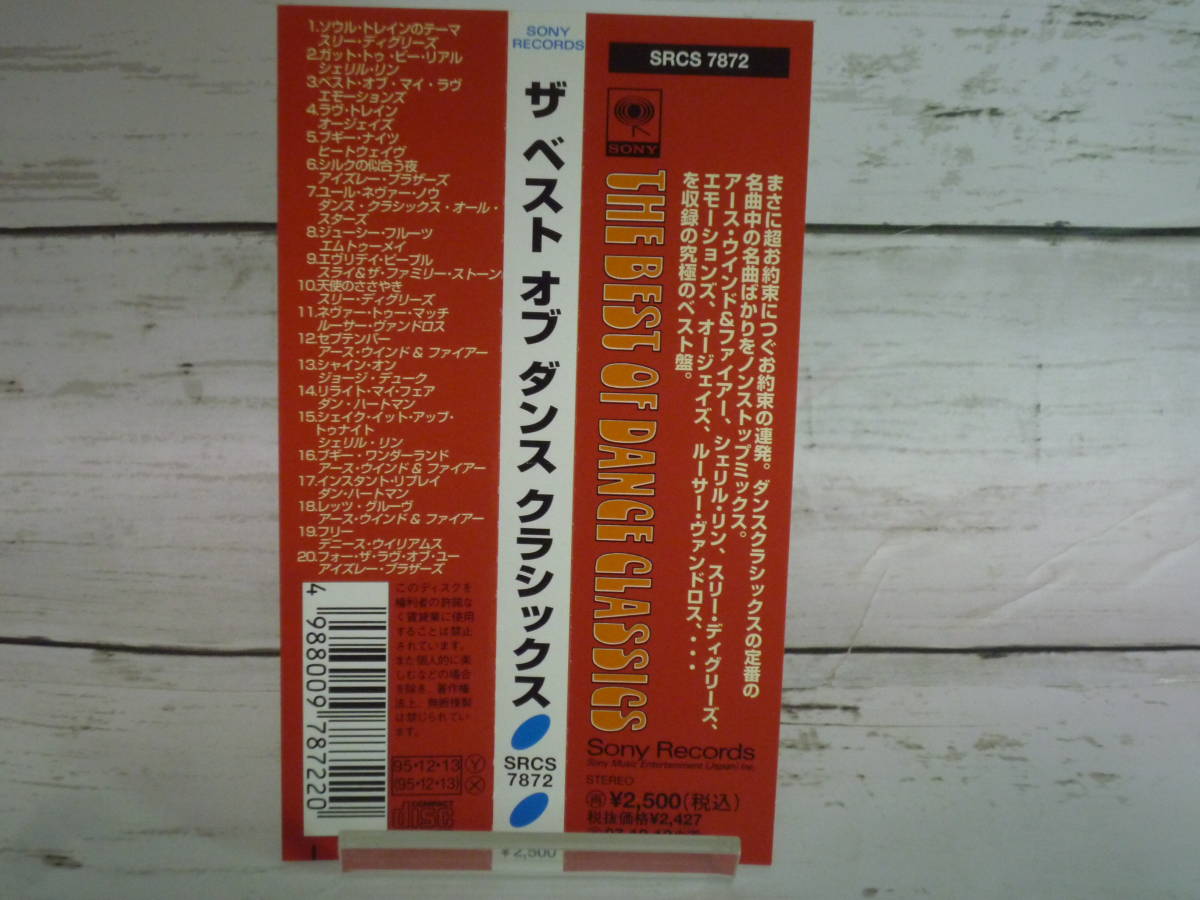 1.ソウル・トレインのテーマ
スリー・ディグリーズ
2.ガット・トゥ・ビー・リアル
シェリル・リン
3.ベスト・オブ・マイ・ラヴ
エモーションズ
4.ラヴ・トレイン
オージェイズ
5.ブギー・ナイツ
ヒートウェイヴ
6.シルクの似合う夜
アイズレー・ブラザーズ
7.ユール・ネヴァー・ノウ
ダンス・クラシックス・オール・
スターズ
8.ジューシー・フルーツ
エムトゥーメイ
9.エヴリデイ・ピープル
スライ&ザ・ファミリー・ストーン
10.天使のささやき
スリー・ディグリーズ
11.ネヴァー・トゥー・マッチ
ルーサー・ヴァンドロス
12.セプテンバー
アース・ウインド & ファイアー
13.シャイン・オン
ジョージ・デューク
14.リライト・マイ・フェア
ダン・ハートマン
15.シェイク・イット・アップ・
トゥナイト
シェリル・リン
16.ブギー・ワンダーランド
アース・ウインド & ファイアー
17.インスタント・リプレイ
ダン・ハートマン
18.レッツ・グルーヴ
アース・ウインド & ファイアー
19.フリー
デニース・ウイリアムス
20.フォー・ザ・ラヴ・オブ・ユー
アイズレー・ブラザーズ
4 988009 787220
このディスクを
権利者の許諾な
く賃貸業に使用
することは禁止
されています。
また個人的に楽
しむなどの場合
を除き、著作権
法上、無断複製
は禁じられてい
ます。
95・12・13 Y
(95・12・13) X
COMPACT
disc
SONY
RECORDS
ザ ベスト オブ ダンス クラシックス
SRCS
7872
¥2,500
SRCS 7872
SONY
THE BEST OF DANCE CLASSICS
まさに超お約束につぐお約束の連発。ダンスクラシックスの定番の
名曲中の名曲ばかりをノンストップミックス。
アース・ウインド&ファイアー、シェリル・リン、スリー・ディグリーズ、
エモーションズ、オージェイズ、ルーサー・ヴァンドロス、・・・
を収録の究極のベスト盤。
Sony Records
Sony Music Entertainment (Japan) Inc.
STEREO
再 ¥2,500(税込)
税抜価格¥2,427